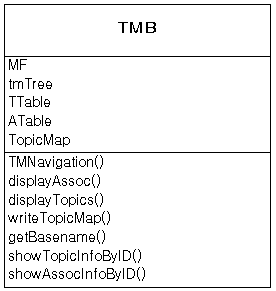 TMB
MF
tmTree
TTable
ATable
TopicMap
TMNavigation()
displayAssoc()
displayTopics()
writeTopicMap()
getBasename()
showTopicInfoByID()
showAssocInfoByID()